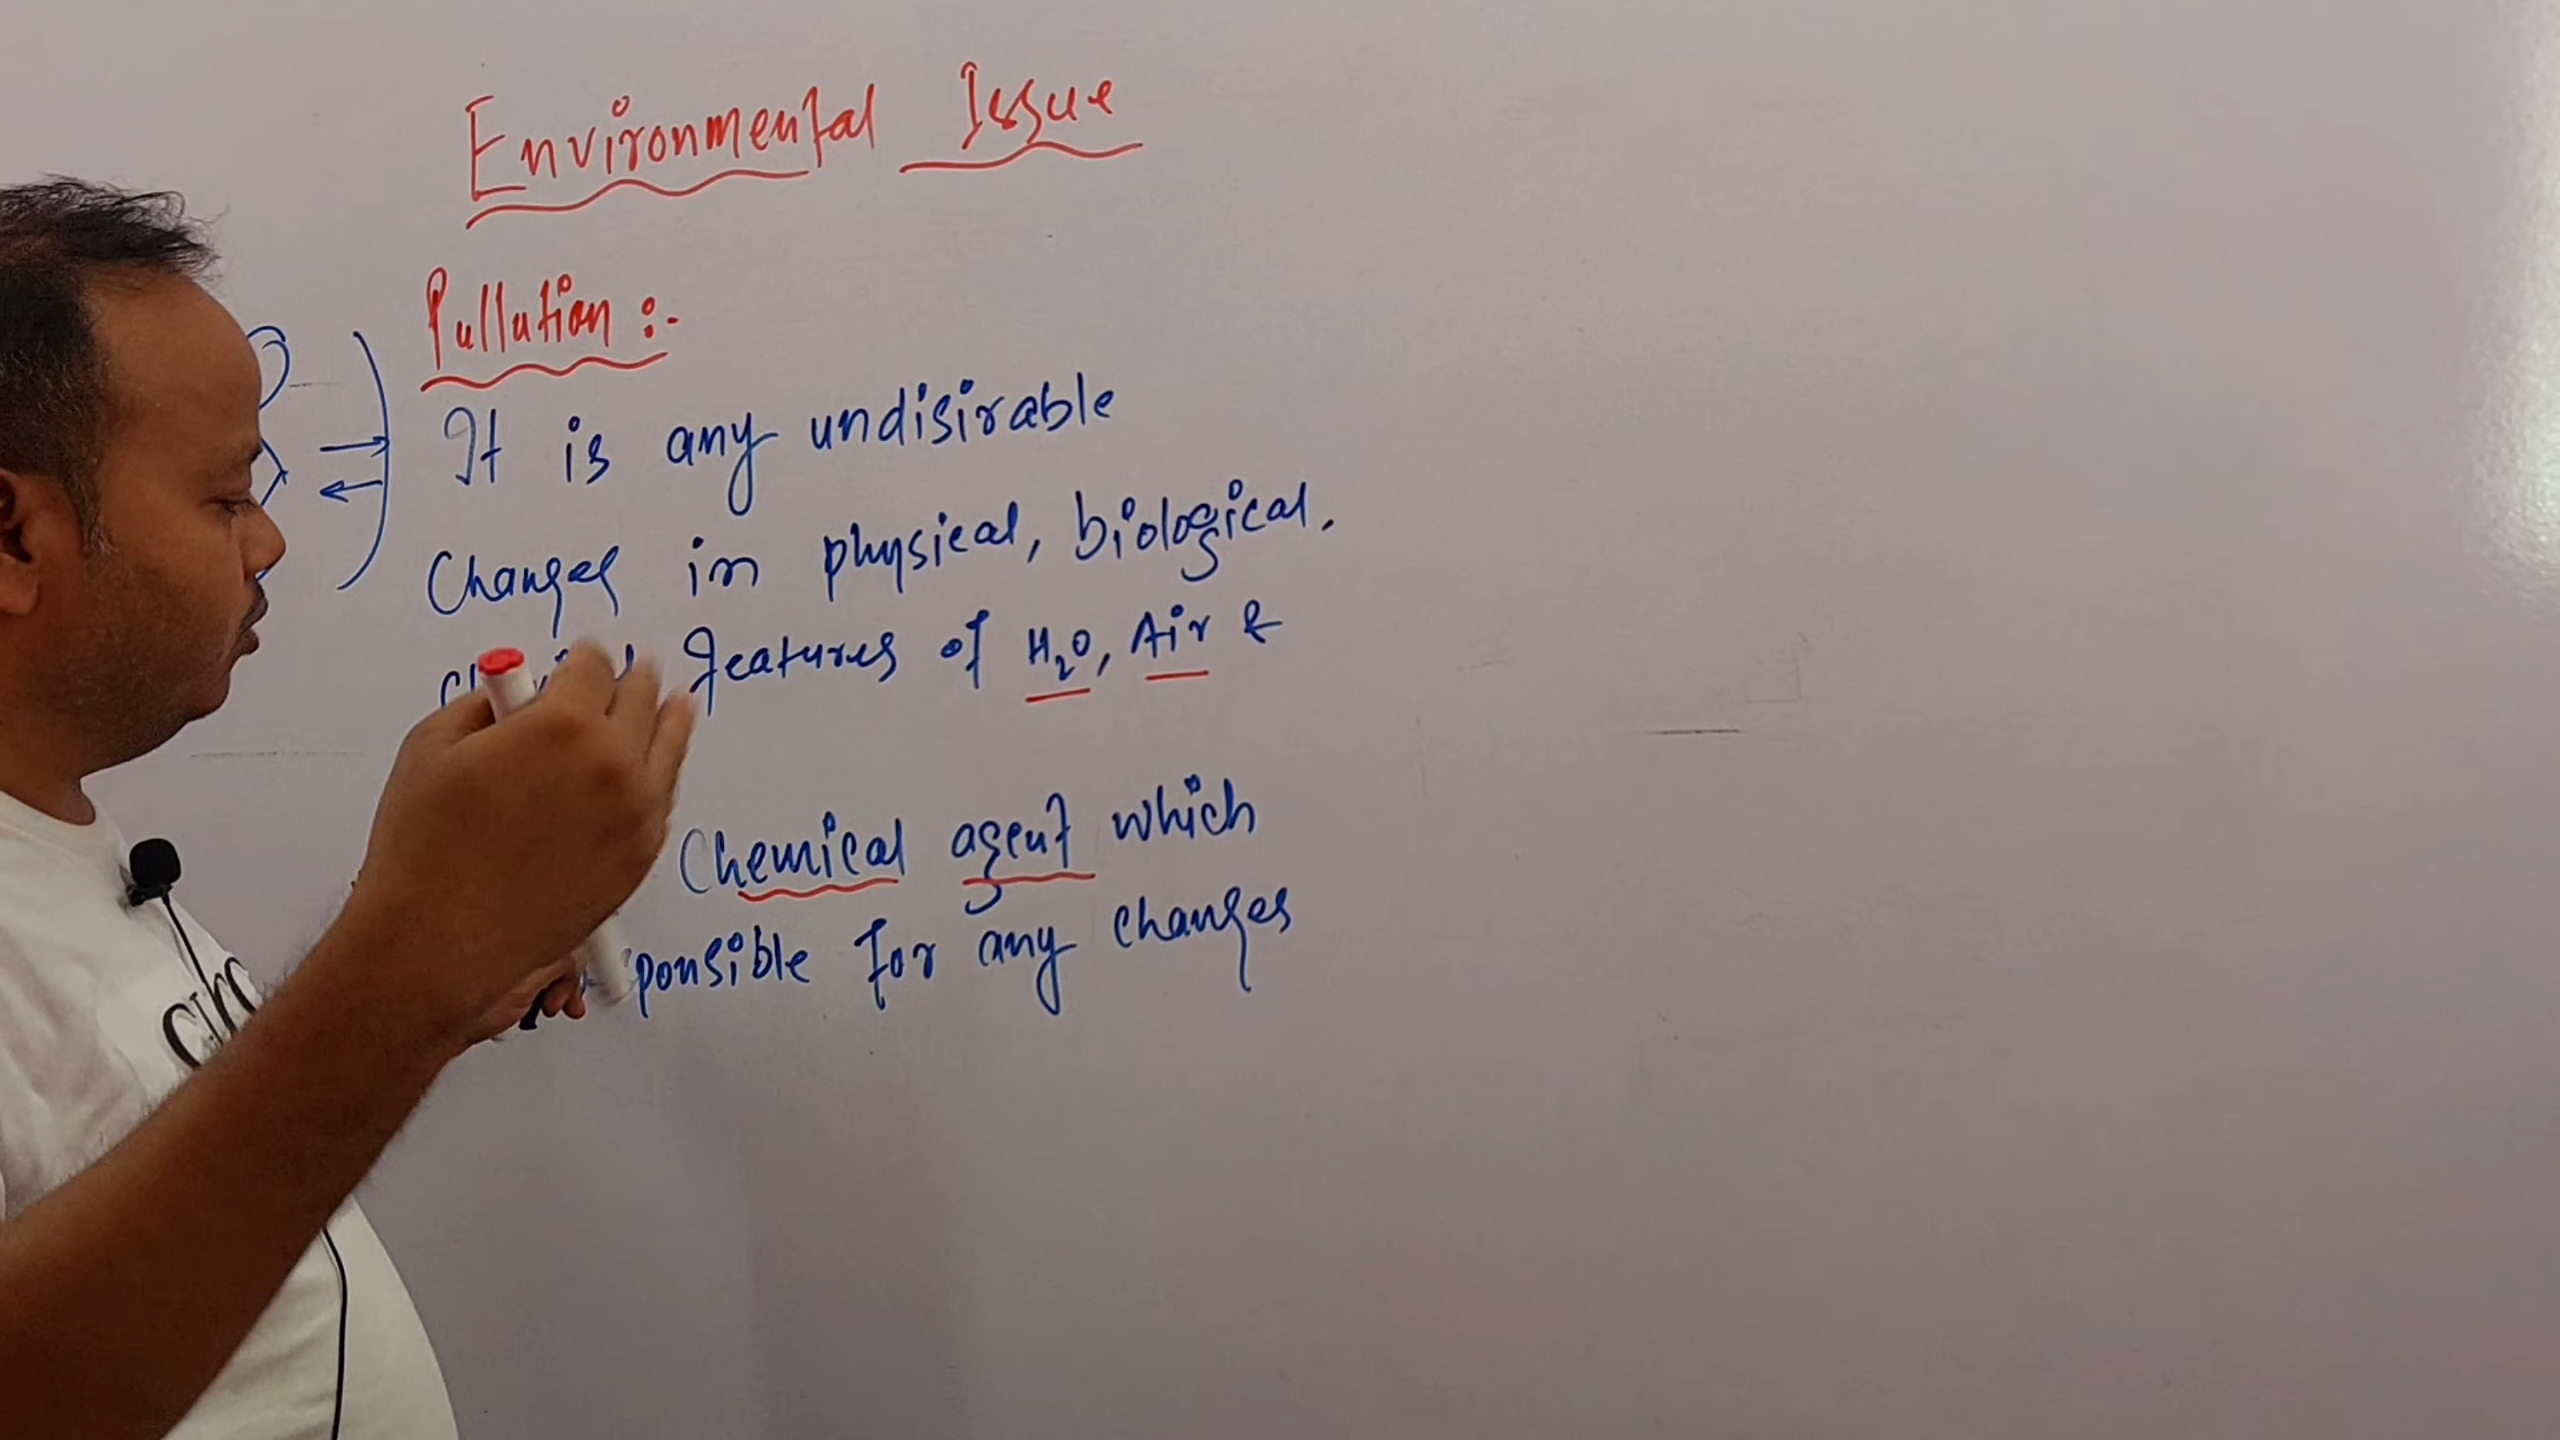 Environmental Issue
Pullution :-
It is any undisirable
Changes in physical, biological,
features of H₂O, Air &
Chemical agent which
ponsible for any changes